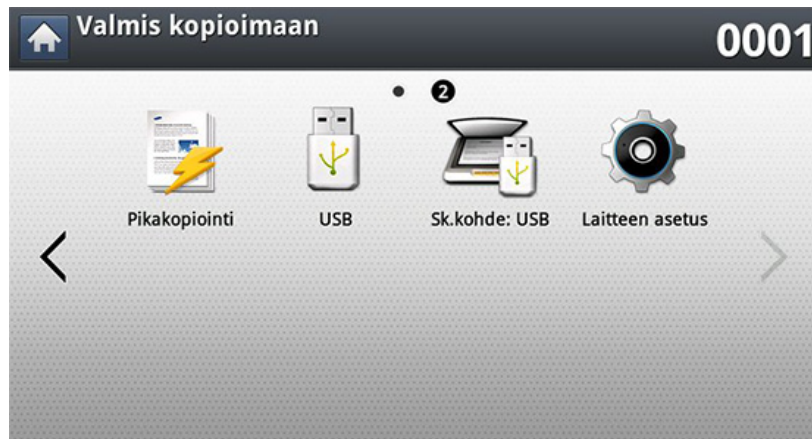 Valmis kopioimaan
0001
2
Pikakopiointi
USB
Sk.kohde: USB
Laitteen asetus